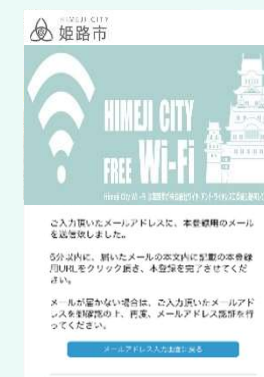 HIMEJI CITY
姫路市
HIMEJI CITY
FREE Wi-Fi
ご入力頂いたメールアドレスに、本登録用のメール
を送信致しました。
6分以内に、届いたメールの本文内に記載の本登録
用URLをクリック頂き、本登録を完了させてくだ
さい。
メールが届かない場合は、ご入力頂いたメールアド
レスを御確認の上、再度、メールアドレス認証を行
ってください。
メールアドレス入力画面に戻る